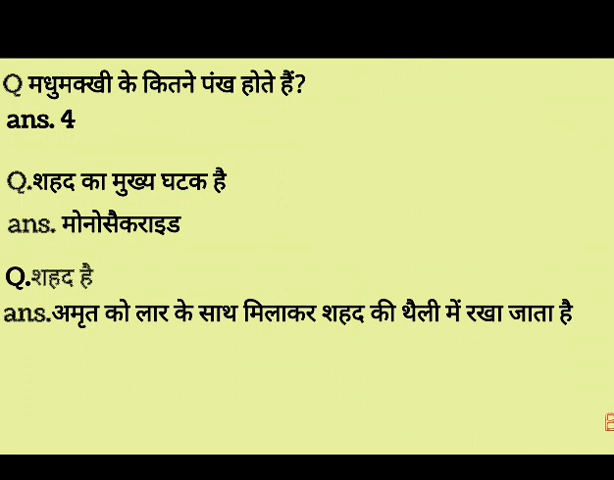 Q मधुमक्खी के कितने पंख होते हैं?
ans. 4
Q.शहद का मुख्य घटक है
ans. मोनोसैकराइड
Q.शहद है
ans.अमृत को लार के साथ मिलाकर शहद की थैली में रखा जाता है